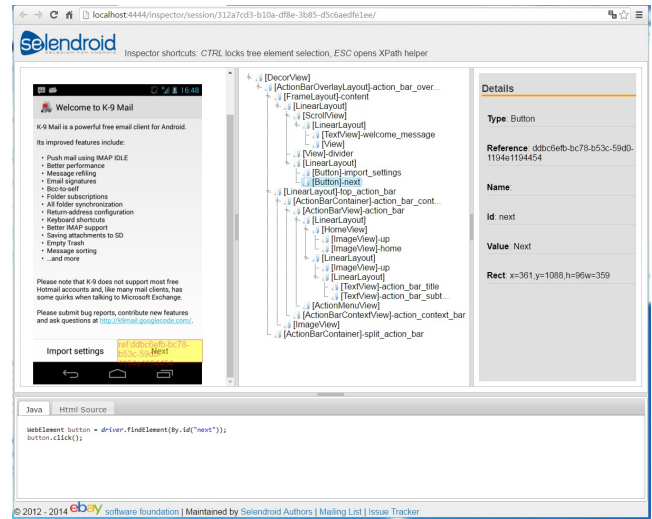 localhost:4444/inspector/session/312a7cd3-b10a-df8e-3b85-d5c6aedfe1ee/
selendroid
SELENIUM FOR ANDROID
Inspector shortcuts: CTRL locks tree element selection, ESC opens XPath helper
16:48
Welcome to K-9 Mail
K-9 Mail is a powerful free email client for Android.
Its improved features include:
• Push mail using IMAP IDLE
• Better performance
• Message refiling
• Email signatures
• Bcc-to-self
• Folder subscriptions
• All folder synchronization
• Return-address configuration
• Keyboard shortcuts
• Better IMAP support
• Saving attachments to SD
• Empty Trash
• Message sorting
• ...and more
Please note that K-9 does not support most free
Hotmail accounts and, like many mail clients, has
some quirks when talking to Microsoft Exchange.
Please submit bug reports, contribute new features
and ask questions at http://k9mail.googlecode.com/.
Import settings
Next
ref ddbc6efb-bc78-
b53c-59d0-
1194e1194454
[DecorView]
[ActionBarOverlayLayout]-action_bar_over...
[FrameLayout]-content
[LinearLayout]
[ScrollView]
[LinearLayout]
[TextView]-welcome_message
[View]
[View]-divider
[LinearLayout]
[Button]-import_settings
[Button]-next
[LinearLayout]-top_action_bar
[ActionBarContainer]-action_bar_cont...
[ActionBarView]-action_bar
[LinearLayout]
[HomeView]
[ImageView]-up
[ImageView]-home
[LinearLayout]
[ImageView]-up
[LinearLayout]
[TextView]-action_bar_title
[TextView]-action_bar_subt...
[ActionMenuView]
[ActionBarContextView]-action_context_bar
[ImageView]
[ActionBarContainer]-split_action_bar
Details
Type: Button
Reference: ddbc6efb-bc78-b53c-59d0-
1194e1194454
Name:
Id: next
Value: Next
Rect: x=361,y=1088,h=96w=359
Java
Html Source
WebElement button = driver.findElement(By.id("next"));
button.click();
© 2012 - 2014 ebay software foundation | Maintained by Selendroid Authors | Mailing List | Issue Tracker